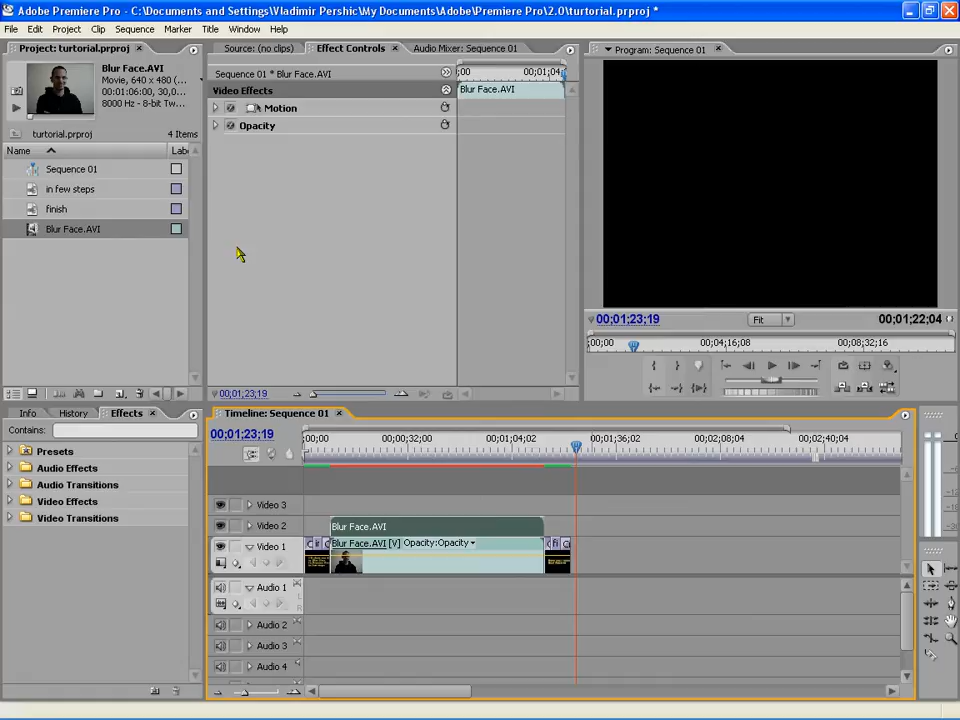 Adobe Premiere Pro - C:\Documents and Settings\Vladimir Pershic\My Documents\Adobe\Premiere Pro\2.0\turtorial.prproj *
File Edit Project Clip Sequence Marker Title Window Help
Project: turtorial.prproj
Blur Face.AVI
Movie, 640 x 480 (...
00:01:06:00, 30,0...
8000 Hz - 8-bit Tw...
turtorial.prproj 4 Items
Name Labe
Sequence 01
in few steps
finish
Blur Face.AVI
Source: (no clips) Effect Controls Audio Mixer: Sequence 01
Sequence 01 * Blur Face.AVI
;00 00;01;04;
Video Effects
Blur Face.AVI
Motion
Opacity
00;01;23;19
Program: Sequence 01
00;01;23;19 Fit 00;01;22;04
;00;00 00;04;16;08 00;08;32;16
Info History Effects
Contains:
Presets
Audio Effects
Audio Transitions
Video Effects
Video Transitions
Timeline: Sequence 01
00;01;23;19
;00;00 00;00;32;00 00;01;04;02 00;01;36;02 00;02;08;04 00;02;40;04
Video 3
Video 2
Blur Face.AVI
Video 1
Blur Face.AVI [V] Opacity:Opacity
Audio 1
Audio 2
Audio 3
Audio 4